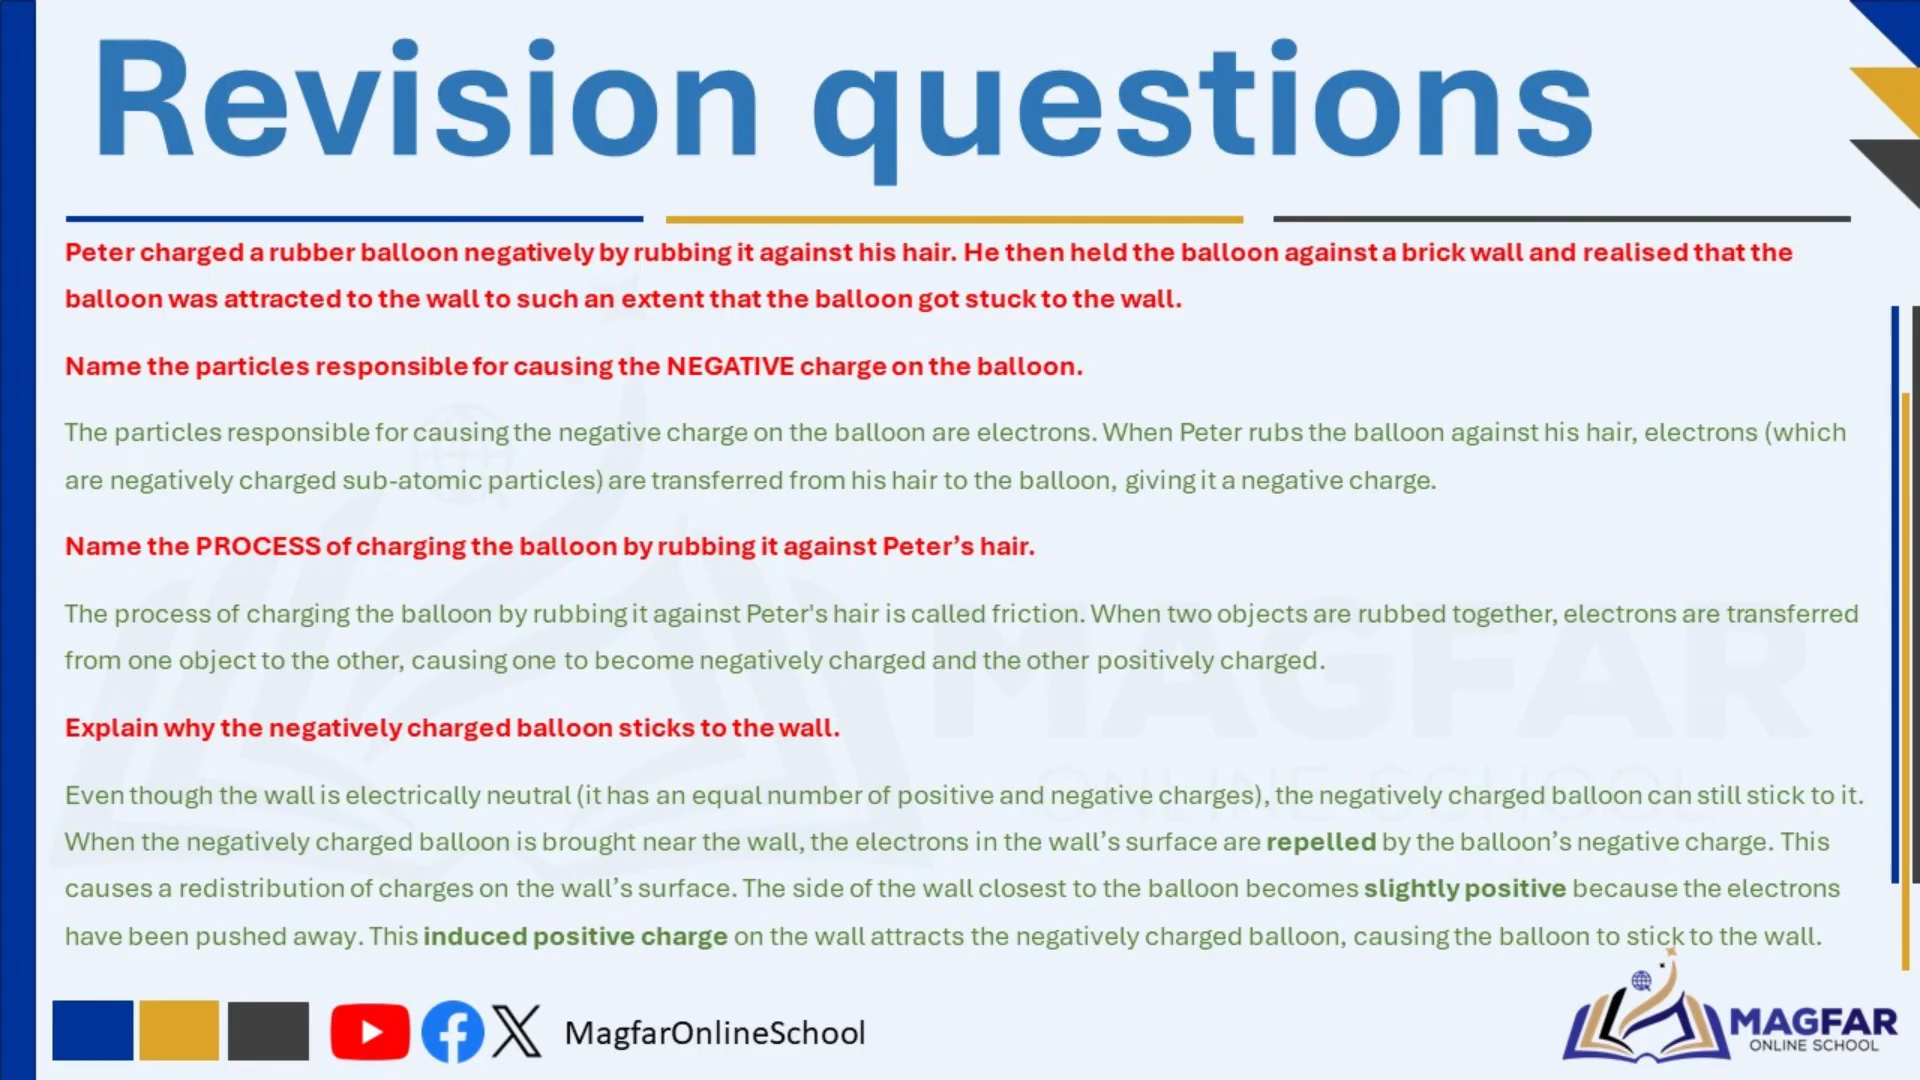 Revision questions
Peter charged a rubber balloon negatively by rubbing it against his hair. He then held the balloon against a brick wall and realised that the
balloon was attracted to the wall to such an extent that the balloon got stuck to the wall.
Name the particles responsible for causing the NEGATIVE charge on the balloon.
The particles responsible for causing the negative charge on the balloon are electrons. When Peter rubs the balloon against his hair, electrons (which
are negatively charged sub-atomic particles) are transferred from his hair to the balloon, giving it a negative charge.
Name the PROCESS of charging the balloon by rubbing it against Peter’s hair.
The process of charging the balloon by rubbing it against Peter's hair is called friction. When two objects are rubbed together, electrons are transferred
from one object to the other, causing one to become negatively charged and the other positively charged.
Explain why the negatively charged balloon sticks to the wall.
Even though the wall is electrically neutral (it has an equal number of positive and negative charges), the negatively charged balloon can still stick to it.
When the negatively charged balloon is brought near the wall, the electrons in the wall’s surface are repelled by the balloon’s negative charge. This
causes a redistribution of charges on the wall’s surface. The side of the wall closest to the balloon becomes slightly positive because the electrons
have been pushed away. This induced positive charge on the wall attracts the negatively charged balloon, causing the balloon to stick to the wall.
MAGFAR
ONLINE SCHOOL
MagfarOnlineSchool
MAGFAR
ONLINE SCHOOL